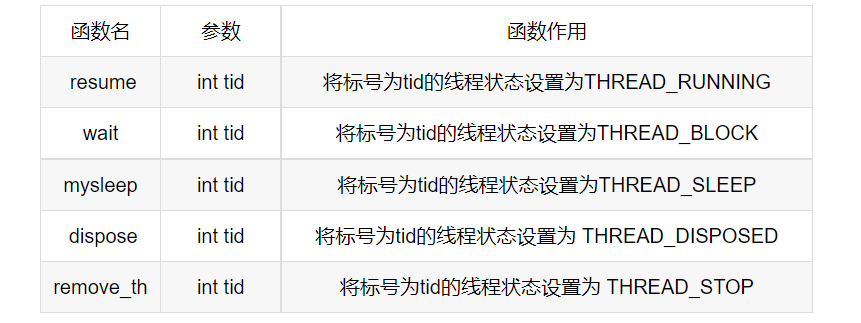 函数名 参数 函数作用
resume int tid 将标号为tid的线程状态设置为THREAD_RUNNING
wait int tid 将标号为tid的线程状态设置为THREAD_BLOCK
mysleep int tid 将标号为tid的线程状态设置为THREAD_SLEEP
dispose int tid 将标号为tid的线程状态设置为 THREAD_DISPOSED
remove_th int tid 将标号为tid的线程状态设置为 THREAD_STOP